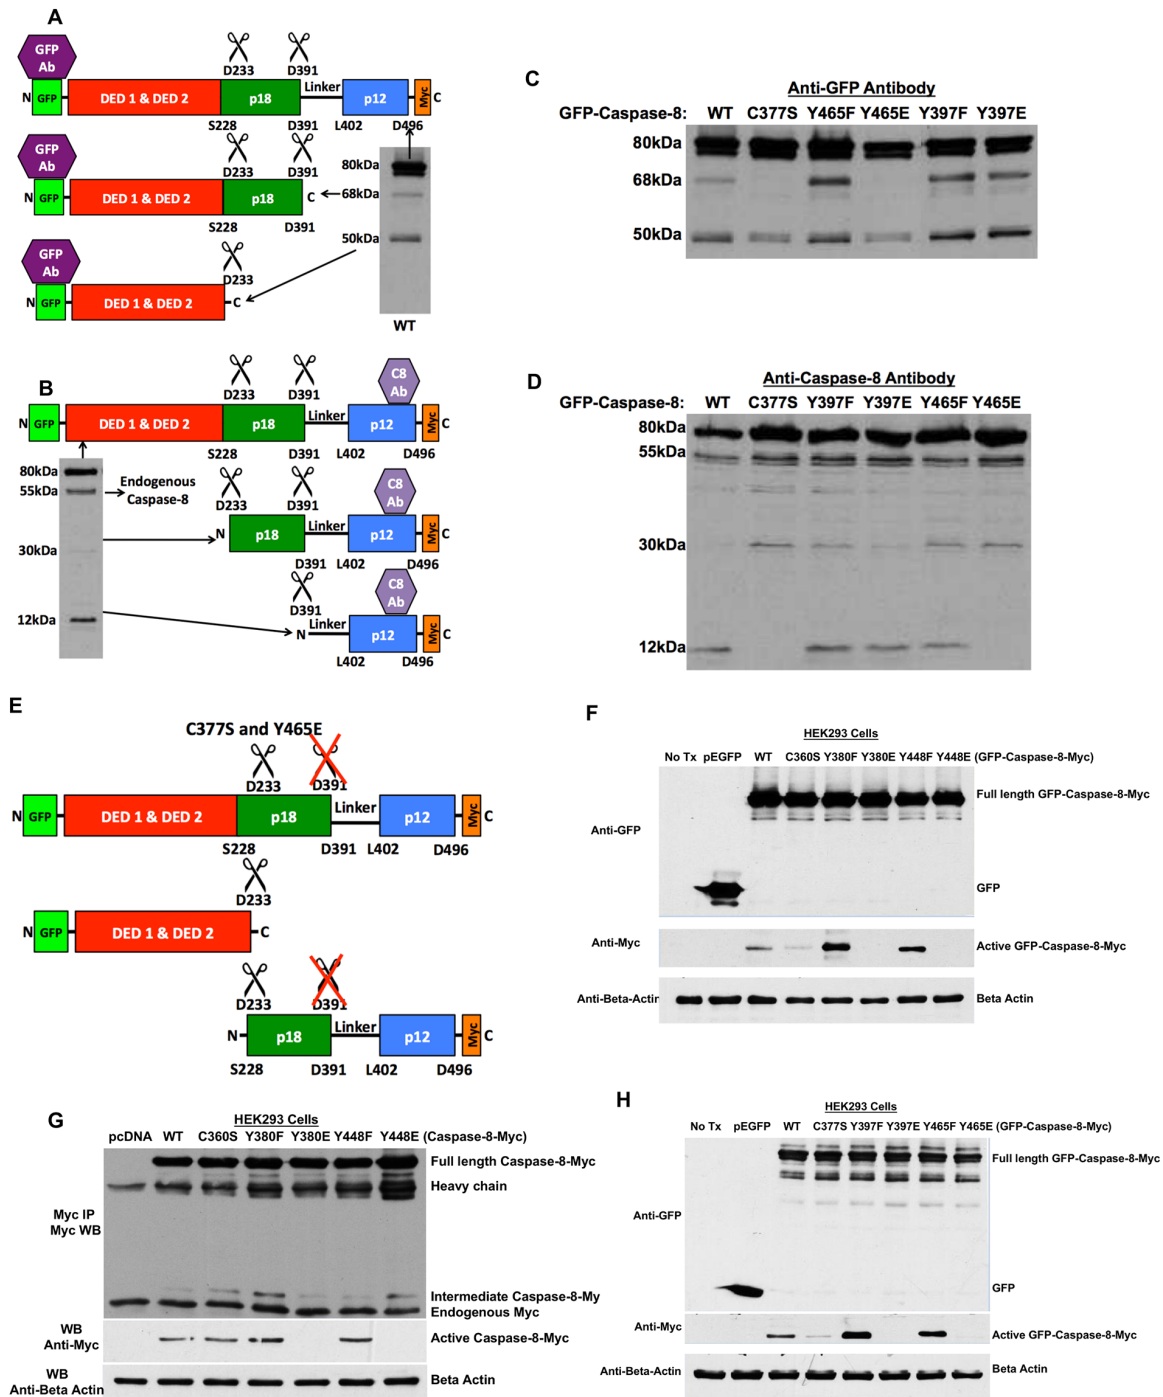 A
GFP
Ab
D233 D391
N GFP DED 1 & DED 2 p18 Linker p12 Myc C
S228 D391 L402 D496
GFP
Ab
D233 D391
N GFP DED 1 & DED 2 p18 C
S228 D391
GFP
Ab
D233
N GFP DED 1 & DED 2 C
80kDa
68kDa
50kDa
WT
B
D233 D391
C8
Ab
N GFP DED 1 & DED 2 p18 Linker p12 Myc C
S228 D391 L402 D496
80kDa
55kDa
Endogenous
Caspase-8
30kDa
12kDa
D233 D391
C8
Ab
N p18 Linker p12 Myc C
D391 L402 D496
D391
C8
Ab
N Linker p12 Myc C
L402 D496
C
Anti-GFP Antibody
GFP-Caspase-8: WT C377S Y465F Y465E Y397F Y397E
80kDa
68kDa
50kDa
D
Anti-Caspase-8 Antibody
GFP-Caspase-8: WT C377S Y397F Y397E Y465F Y465E
80kDa
55kDa
30kDa
12kDa
E
C377S and Y465E
D233 D391
N GFP DED 1 & DED 2 p18 Linker p12 Myc C
S228 D391 L402 D496
D233
N GFP DED 1 & DED 2 C
D233 D391
N p18 Linker p12 Myc C
S228 D391 L402 D496
F
HEK293 Cells
No Tx pEGFP WT C360S Y380F Y380E Y448F Y448E (GFP-Caspase-8-Myc)
Full length GFP-Caspase-8-Myc
Anti-GFP
GFP
Anti-Myc Active GFP-Caspase-8-Myc
Anti-Beta-Actin Beta Actin
G
HEK293 Cells
pcDNA WT C360S Y380F Y380E Y448F Y448E (Caspase-8-Myc)
Full length Caspase-8-Myc
Heavy chain
Myc IP
Myc WB
Intermediate Caspase-8-My
Endogenous Myc
WB
Anti-Myc
Active Caspase-8-Myc
WB
Anti-Beta Actin
Beta Actin
H
HEK293 Cells
No Tx pEGFP WT C377S Y397F Y397E Y465F Y465E (GFP-Caspase-8-Myc)
Full length GFP-Caspase-8-Myc
Anti-GFP
GFP
Anti-Myc
Active GFP-Caspase-8-Myc
Anti-Beta-Actin Beta Actin